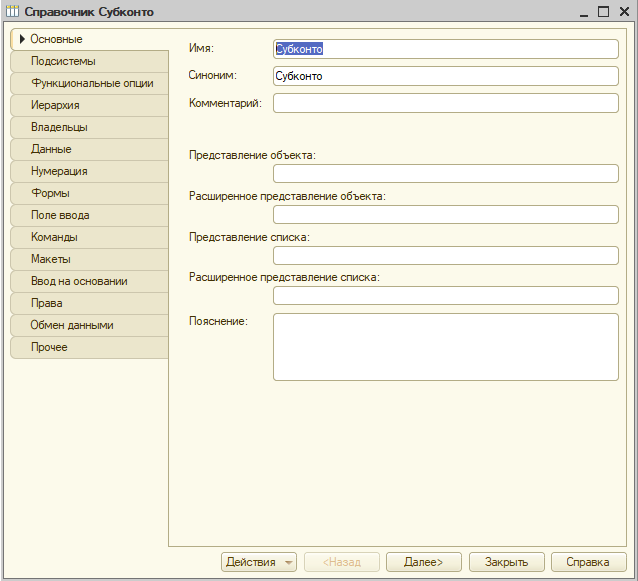 Справочник Субконто
Основные
Подсистемы
Функциональные опции
Иерархия
Владельцы
Данные
Нумерация
Формы
Поле ввода
Команды
Макеты
Ввод на основании
Права
Обмен данными
Прочее
Имя: Субконто
Синоним: Субконто
Комментарий:
Представление объекта:
Расширенное представление объекта:
Представление списка:
Расширенное представление списка:
Пояснение:
Действия <Назад Далее> Закрыть Справка